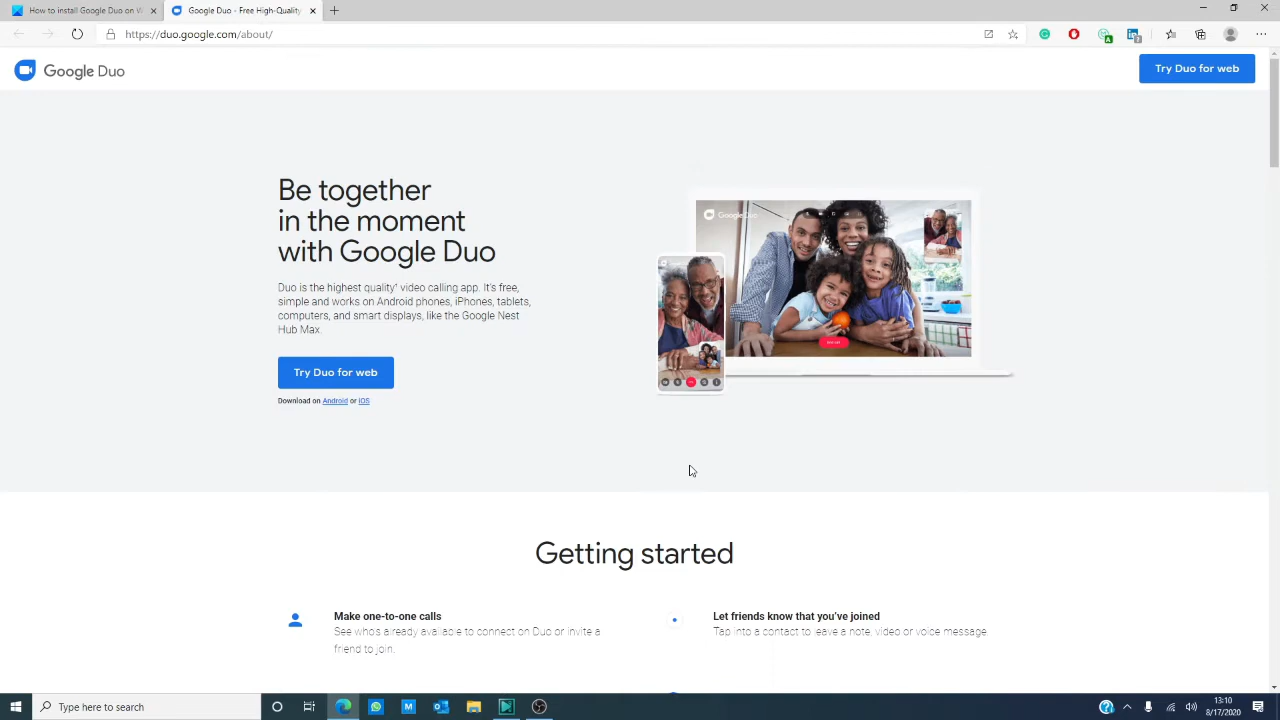 How to install Google Duo on Wi
Google Duo - Free High-Quality
https://duo.google.com/about/
Google Duo
Try Duo for web
Be together
in the moment
with Google Duo
Duo is the highest quality* video calling app. It's free,
simple and works on Android phones, iPhones, tablets,
computers, and smart displays, like the Google Nest
Hub Max.
Try Duo for web
Download on Android or iOS
Google Duo
Getting started
Make one-to-one calls
See who's already available to connect on Duo or invite a
friend to join.
Let friends know that you've joined
Tap into a contact to leave a note, video or voice message.
Type here to search
13:10
8/17/2020